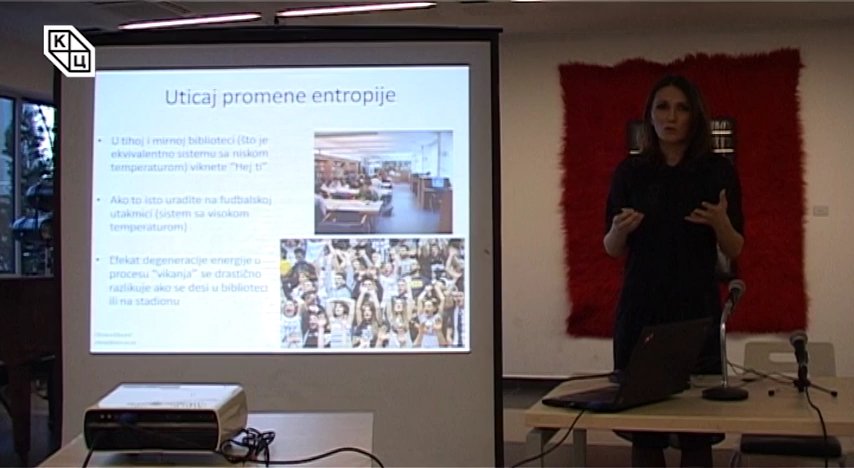 К
Ц
Uticaj promene entropije
• U tihoj i mirnoj biblioteci (što je
ekvivalentno sistemu sa niskom
temperaturom) viknete "Hej ti"
• Ako to isto uradite na fudbalskoj
utakmici (sistem sa visokom
temperaturom)
• Efekat degeneracije energije u
procesu "vikanja" se drastično
razlikuje ako se desi u biblioteci
ili na stadionu